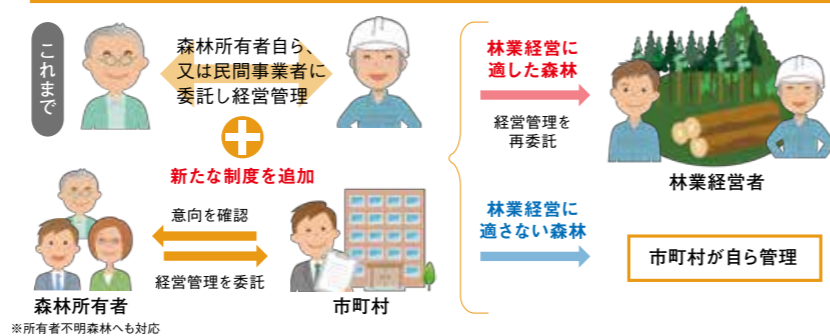 これまで
森林所有者自ら、
又は民間事業者に
委託し経営管理
新たな制度を追加
意向を確認
経営管理を委託
森林所有者
※所有者不明森林へも対応
市町村
林業経営に
適した森林
経営管理を
再委託
林業経営者
林業経営に
適さない森林
市町村が自ら管理